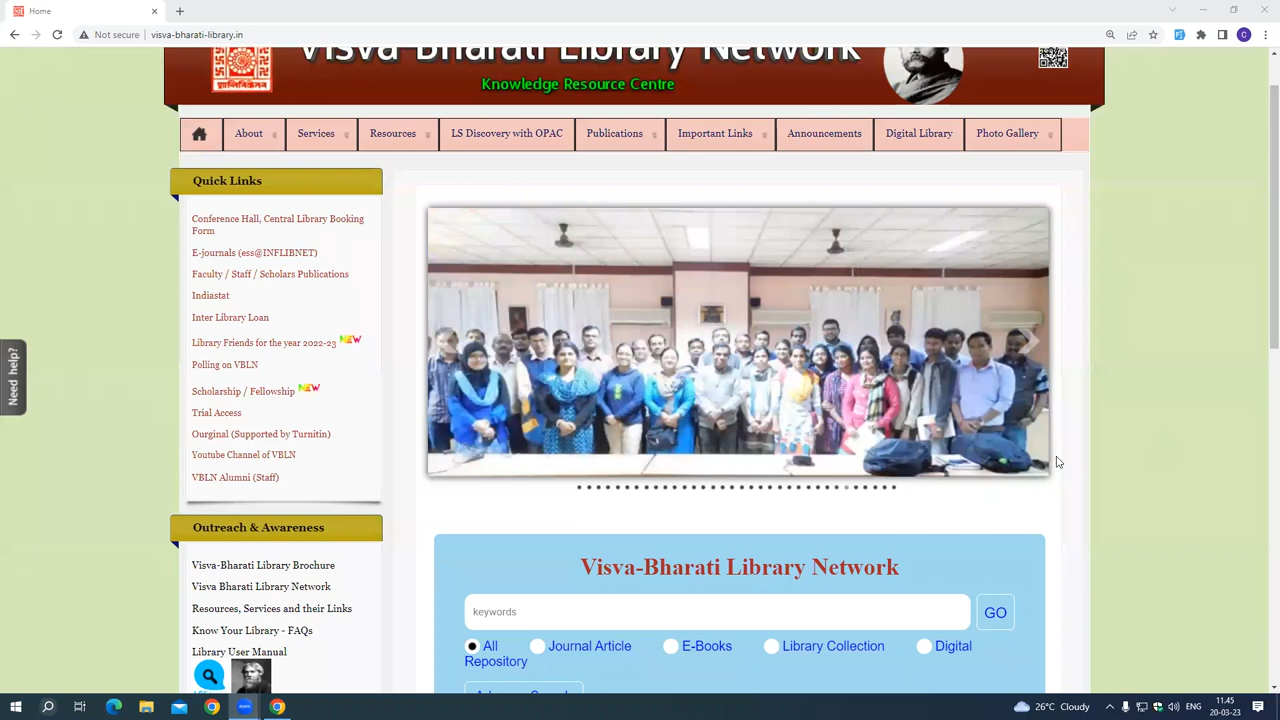 Home
Not secure | visva-bharati-library.in
Visva-Bharati Library Network
Knowledge Resource Centre
About Services Resources LS Discovery with OPAC Publications Important Links Announcements Digital Library Photo Gallery
Quick Links
Conference Hall, Central Library Booking
Form
E-journals (ess@INFLIBNET)
Faculty / Staff / Scholars Publications
Indiastat
Inter Library Loan
Library Friends for the year 2022-23 NEW
Polling on VBLN
Scholarship / Fellowship NEW
Trial Access
Ourginal (Supported by Turnitin)
Youtube Channel of VBLN
VBLN Alumni (Staff)
Need help?
Outreach & Awareness
Visva-Bharati Library Brochure
Visva Bharati Library Network
Resources, Services and their Links
Know Your Library - FAQs
Library User Manual
Visva-Bharati Library Network
keywords GO
All Journal Article E-Books Library Collection Digital
Repository
C
26°C Cloudy
11.45
20-03-23